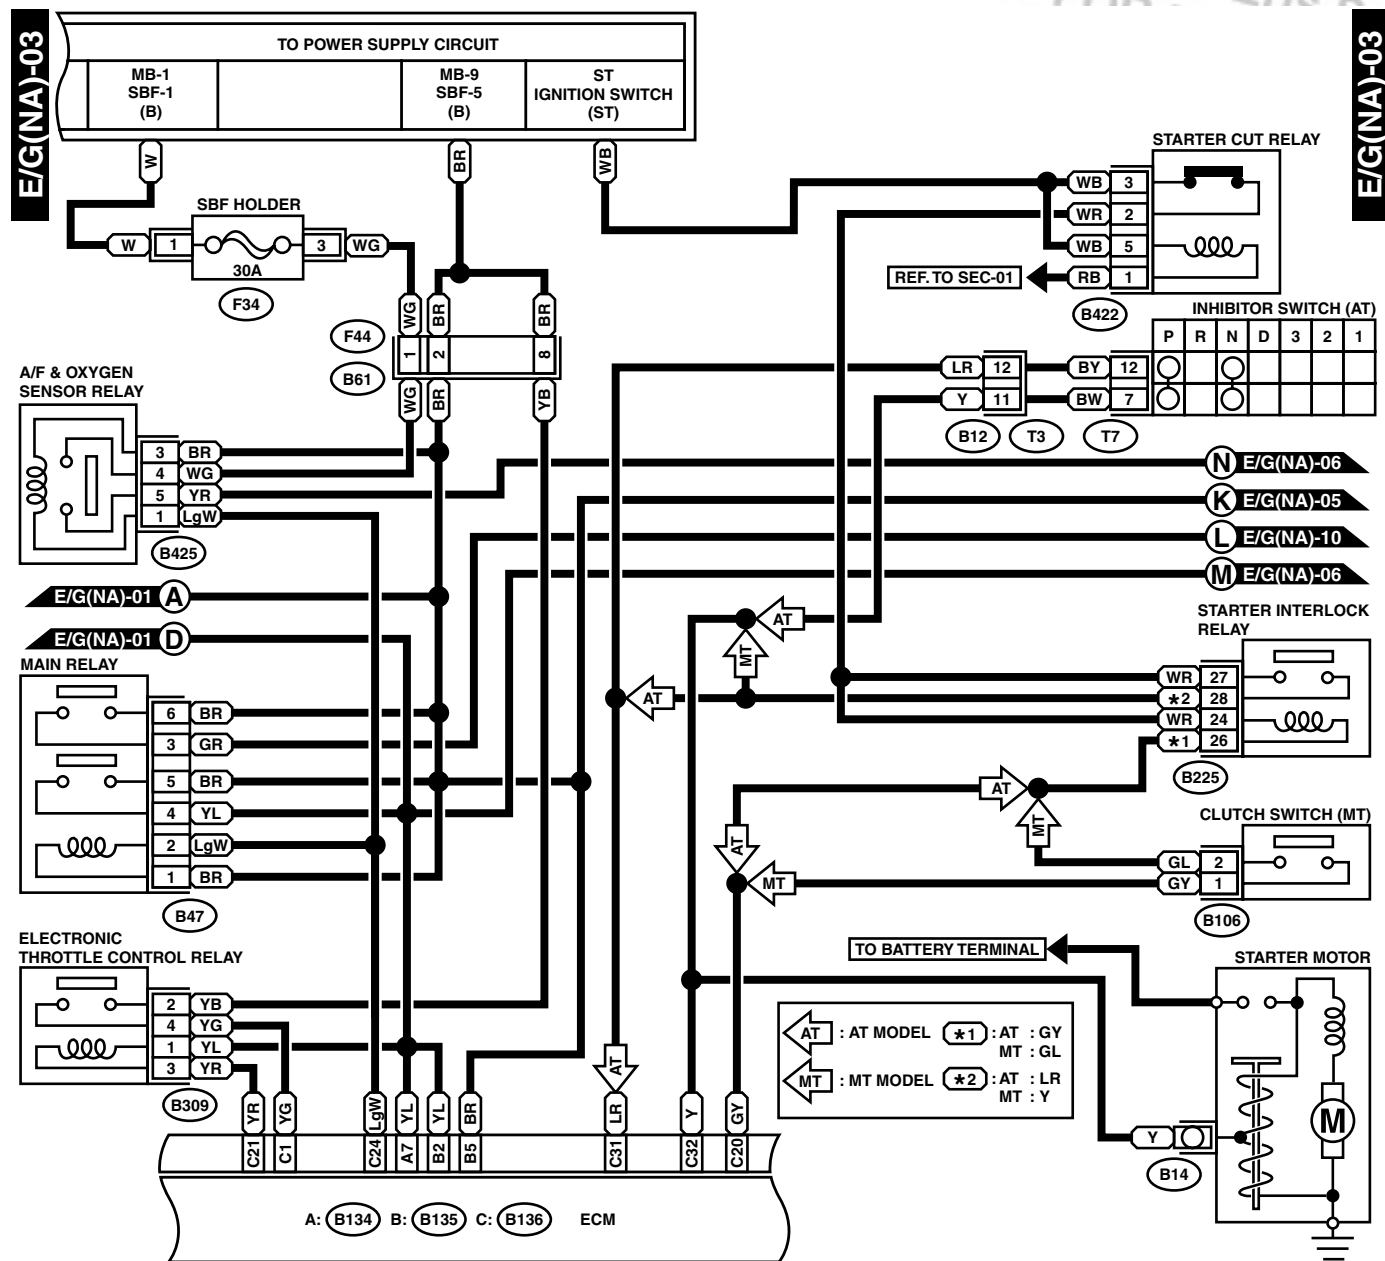 E/G(NA)-03
E/G(NA)-03
TO POWER SUPPLY CIRCUIT
MB-1
SBF-1
(B)
MB-9
SBF-5
(B)
ST
IGNITION SWITCH
(ST)
W
BR
WB
SBF HOLDER
W 1 3 WG
30A
F34
STARTER CUT RELAY
WB 3
WR 2
WB 5
REF. TO SEC-01 RB 1
B422
WG BR BR
F44
1 2 8
B61
WG BR YB
INHIBITOR SWITCH (AT)
P R N D 3 2 1
LR 12 BY 12
Y 11 BW 7
B12 T3 T7
A/F & OXYGEN
SENSOR RELAY
3 BR
4 WG
5 YR
1 LgW
B425
N E/G(NA)-06
K E/G(NA)-05
L E/G(NA)-10
M E/G(NA)-06
E/G(NA)-01 A
E/G(NA)-01 D
AT
MT
AT
STARTER INTERLOCK
RELAY
WR 27
*2 28
WR 24
*1 26
B225
MAIN RELAY
6 BR
3 GR
5 BR
4 YL
2 LgW
1 BR
B47
AT
MT
AT
MT
CLUTCH SWITCH (MT)
GL 2
GY 1
B106
ELECTRONIC
THROTTLE CONTROL RELAY
2 YB
4 YG
1 YL
3 YR
B309
TO BATTERY TERMINAL
STARTER MOTOR
M
Y
B14
AT : AT MODEL *1 : AT : GY
MT : GL
MT : MT MODEL *2 : AT : LR
MT : Y
AT
YR YG LgW YL YL BR LR Y GY
C21 C1 C24 A7 B2 B5 C31 C32 C20
A: B134 B: B135 C: B136 ECM